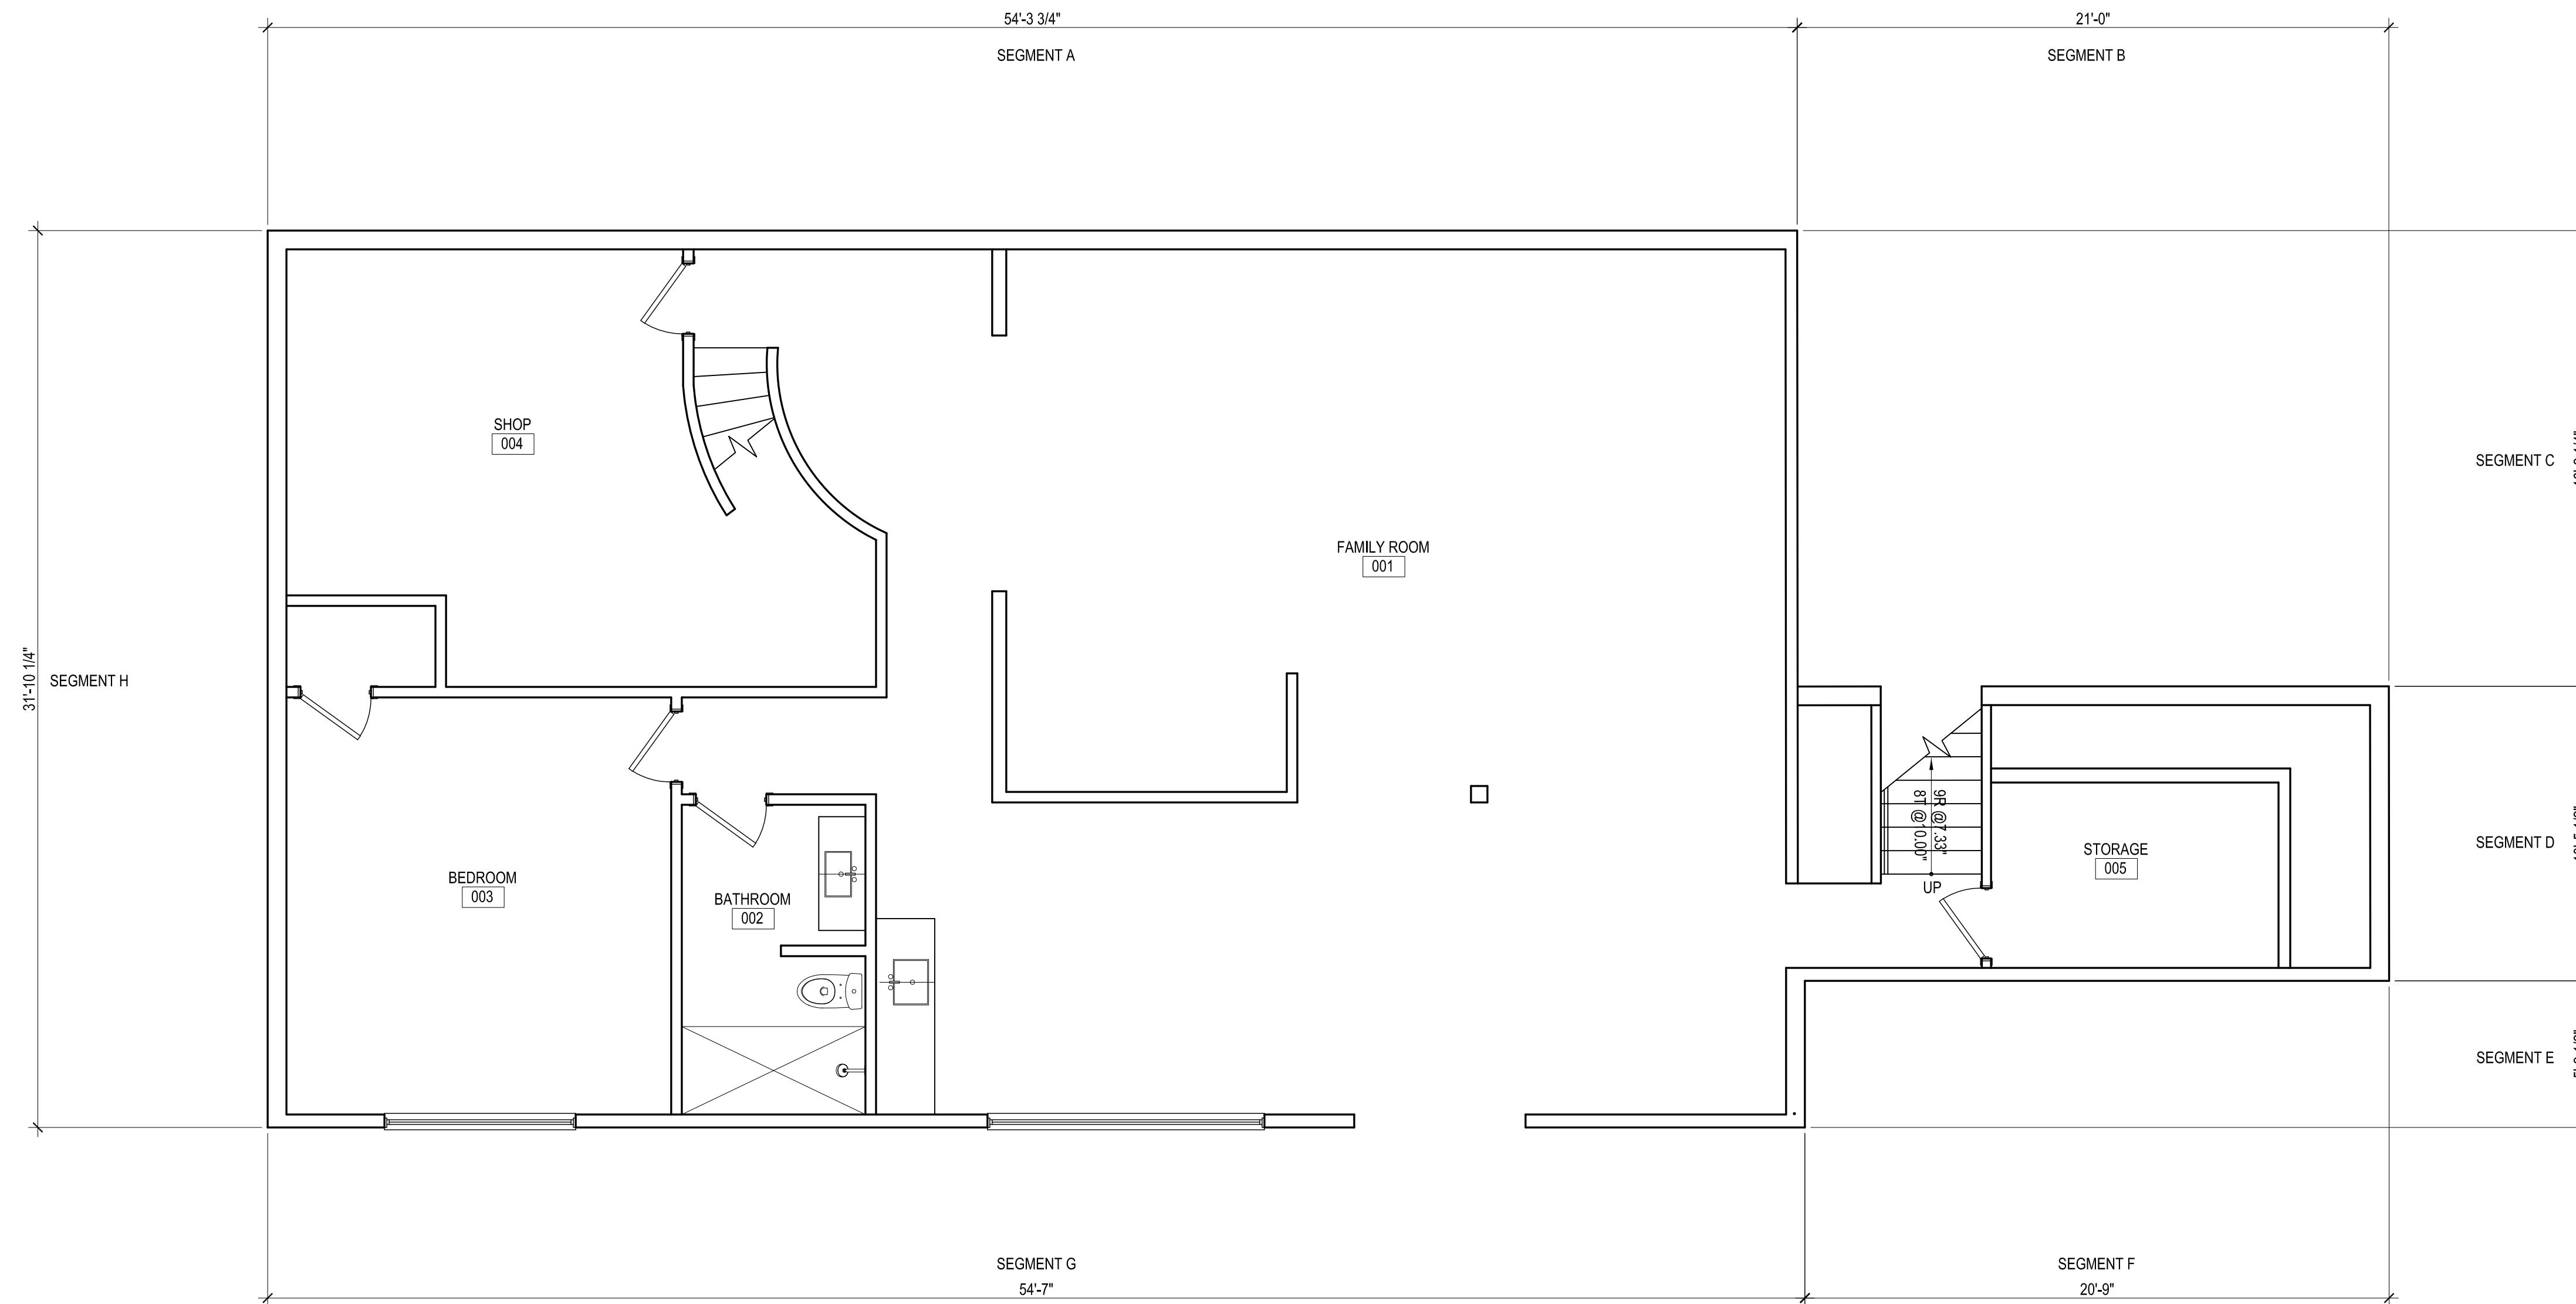 54'-3 3/4"
21'-0"
SEGMENT A
SEGMENT B
SHOP
004
SEGMENT C
FAMILY ROOM
001
31'-10 1/4"
SEGMENT H
9R @7.33"
8T @10.00"
UP
SEGMENT D
STORAGE
005
BEDROOM
003
BATHROOM
002
SEGMENT E
SEGMENT G
54'-7"
SEGMENT F
20'-9"